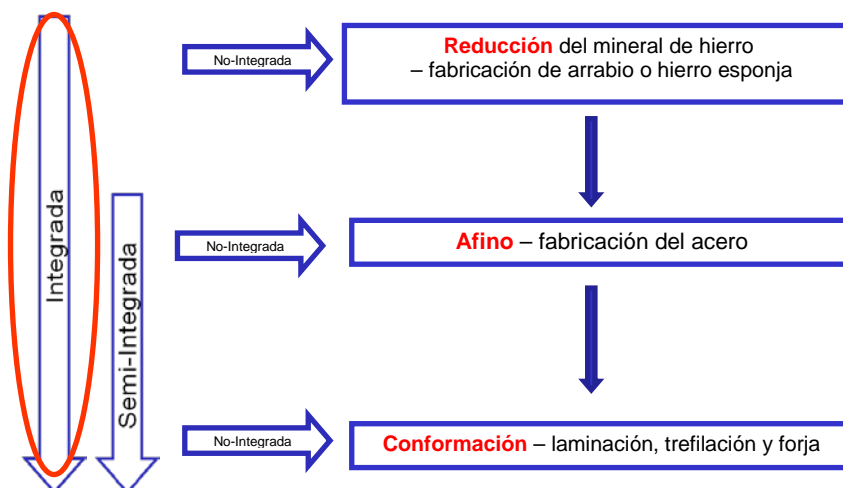 No-Integrada
Reducción del mineral de hierro
– fabricación de arrabio o hierro esponja
Integrada
Semi-Integrada
No-Integrada
Afino – fabricación del acero
No-Integrada
Conformación – laminación, trefilación y forja